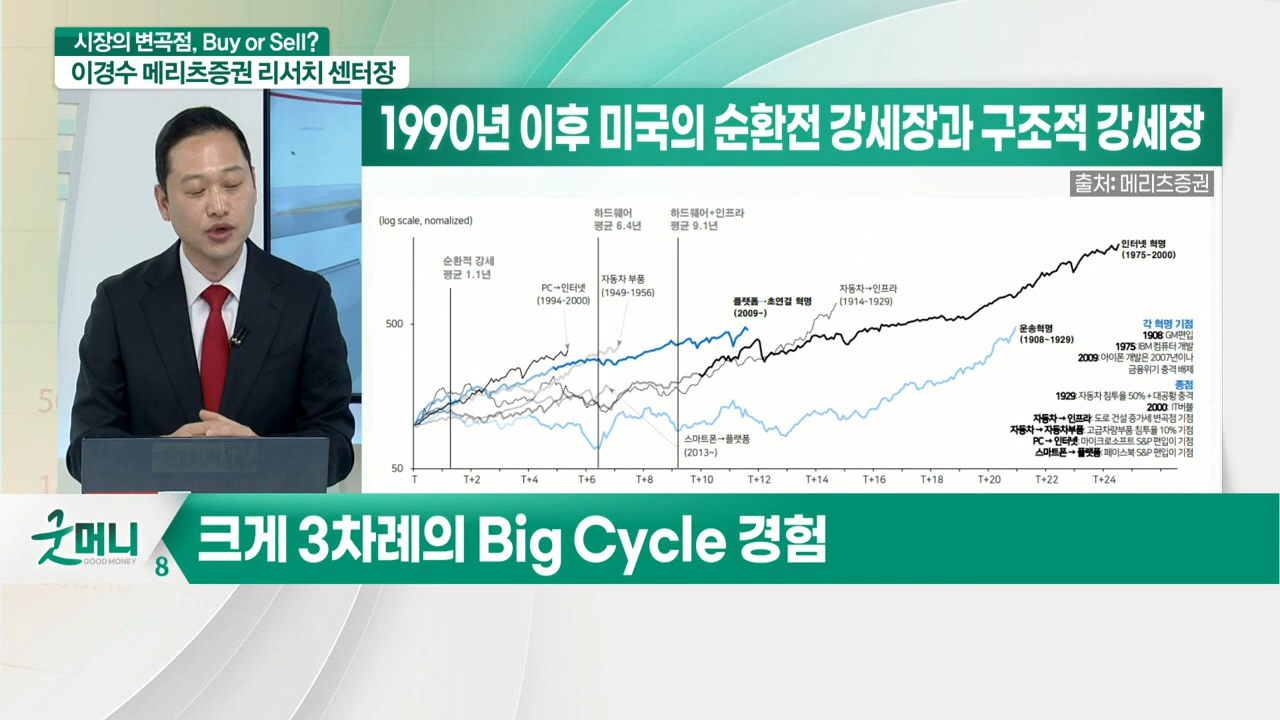 시장의 변곡점, Buy or Sell?
이경수 메리츠증권 리서치 센터장
1990년 이후 미국의 순환전 강세장과 구조적 강세장
출처: 메리츠증권
(log scale, nomalized)
하드웨어
평균 6.4년
하드웨어+인프라
평균 9.1년
순환적 강세
평균 1.1년
PC→인터넷
(1994-2000)
자동차 부품
(1949-1956)
플랫폼→초연결 혁명
(2009~)
자동차→인프라
(1914-1929)
인터넷 혁명
(1975~2000)
운송혁명
(1908~1929)
스마트폰→플랫폼
(2013~)
각 혁명 기점
1908: GM편입
1975: IBM 컴퓨터 개발
2009: 아이폰 개발은 2007년이나
금융위기 충격 배제
종점
1929: 자동차 침투율 50% + 대공황 충격
2000: IT버블
자동차 → 인프라: 도로 건설 증가세 변곡점 기점
자동차 → 자동차부품: 고급차량부품 침투율 10% 기점
PC → 인터넷: 마이크로소프트 S&P 편입이 기점
스마트폰 → 플랫폼: 페이스북 S&P 편입이 기점
500
50
T T+2 T+4 T+6 T+8 T+10 T+12 T+14 T+16 T+18 T+20 T+22 T+24
굿머니
GOOD MONEY
8
크게 3차례의 Big Cycle 경험